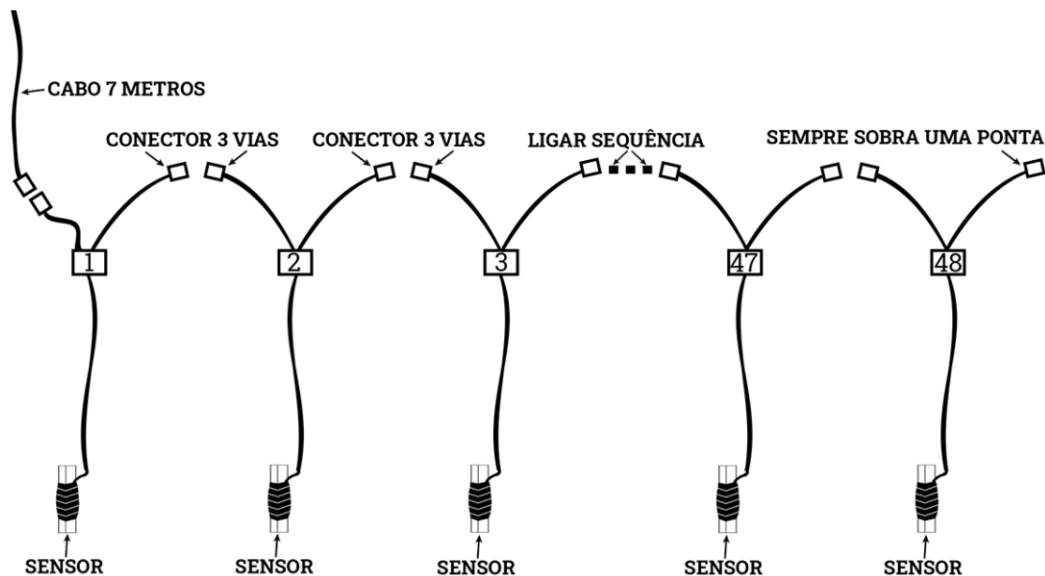 CABO 7 METROS
CONECTOR 3 VIAS
CONECTOR 3 VIAS
LIGAR SEQUÊNCIA
SEMPRE SOBRA UMA PONTA
1
2
3
47
48
SENSOR
SENSOR
SENSOR
SENSOR
SENSOR